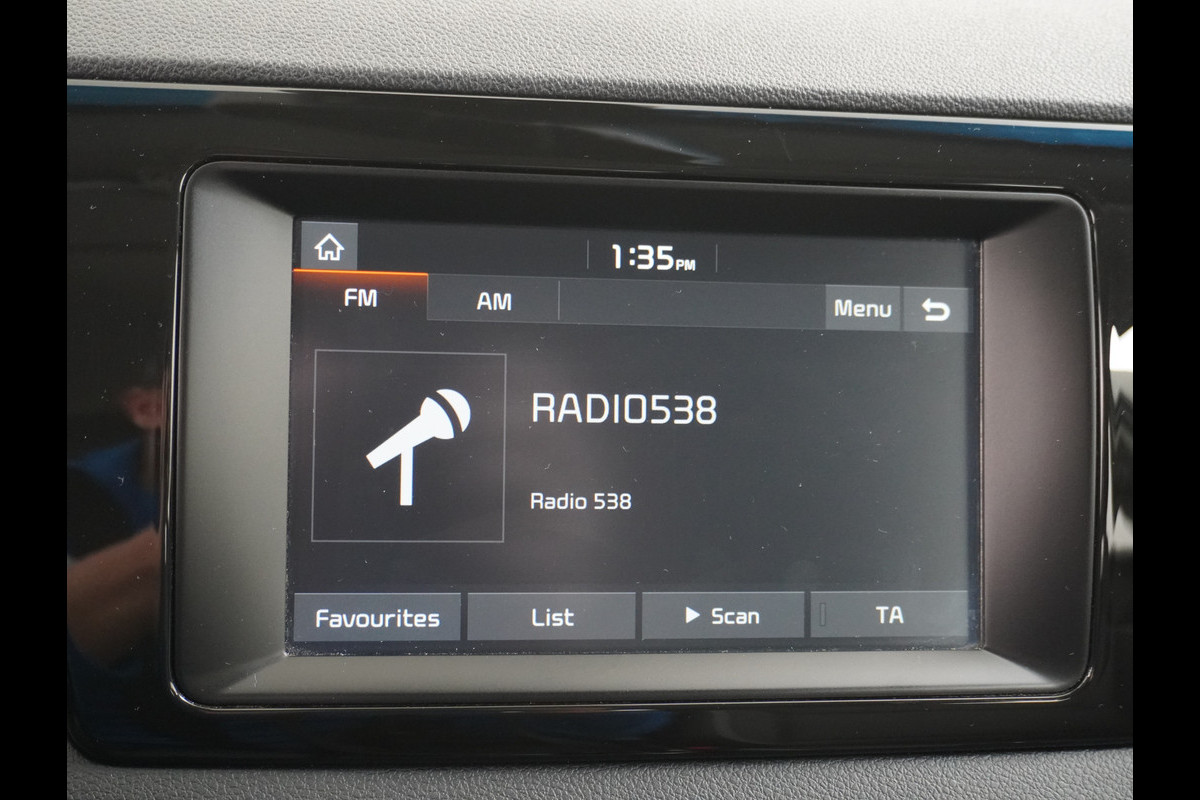 1:35PM
FM AM Menu
RADIO538
Radio 538
Favourites List Scan TA